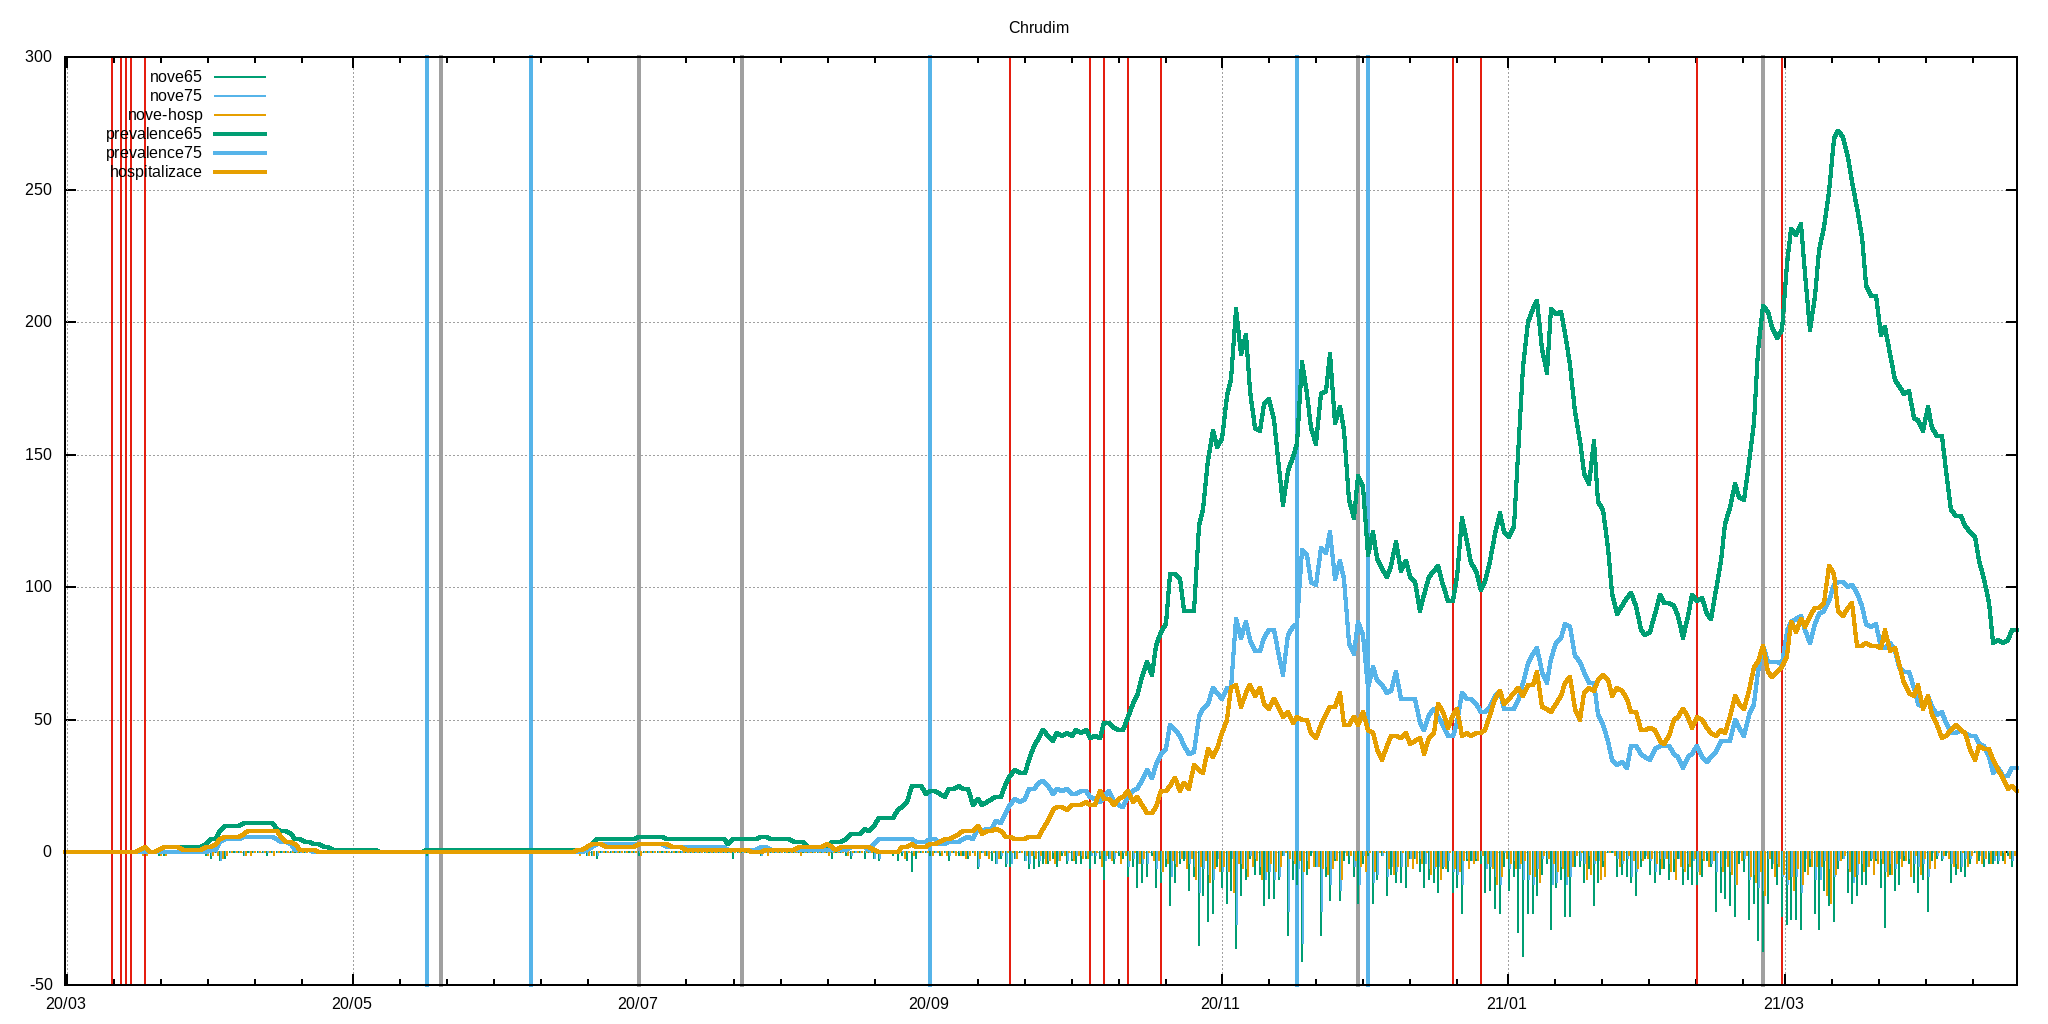 Chrudim
300
nove65
nove75
nove-hosp
prevalence65
prevalence75
hospitalizace
250
200
150
100
50
0
-50
20/03 20/05 20/07 20/09 20/11 21/01 21/03